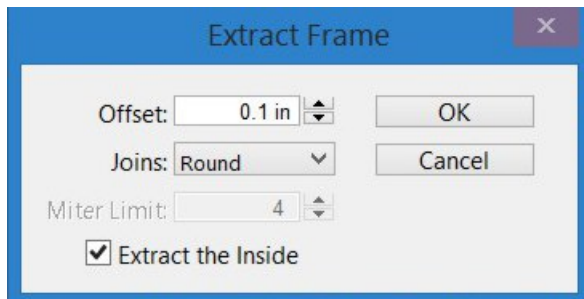 Extract Frame
Offset: 0.1 in OK
Joins: Round Cancel
Miter Limit: 4
Extract the Inside